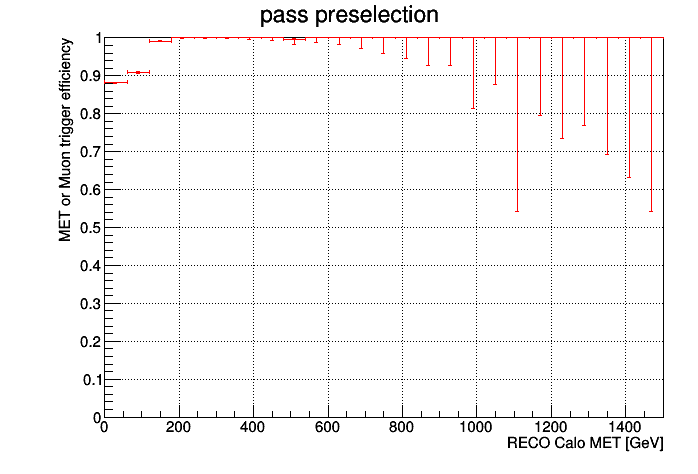 pass preselection
MET or Muon trigger efficiency
1
0.9
0.8
0.7
0.6
0.5
0.4
0.3
0.2
0.1
0
0 200 400 600 800 1000 1200 1400
RECO Calo MET [GeV]